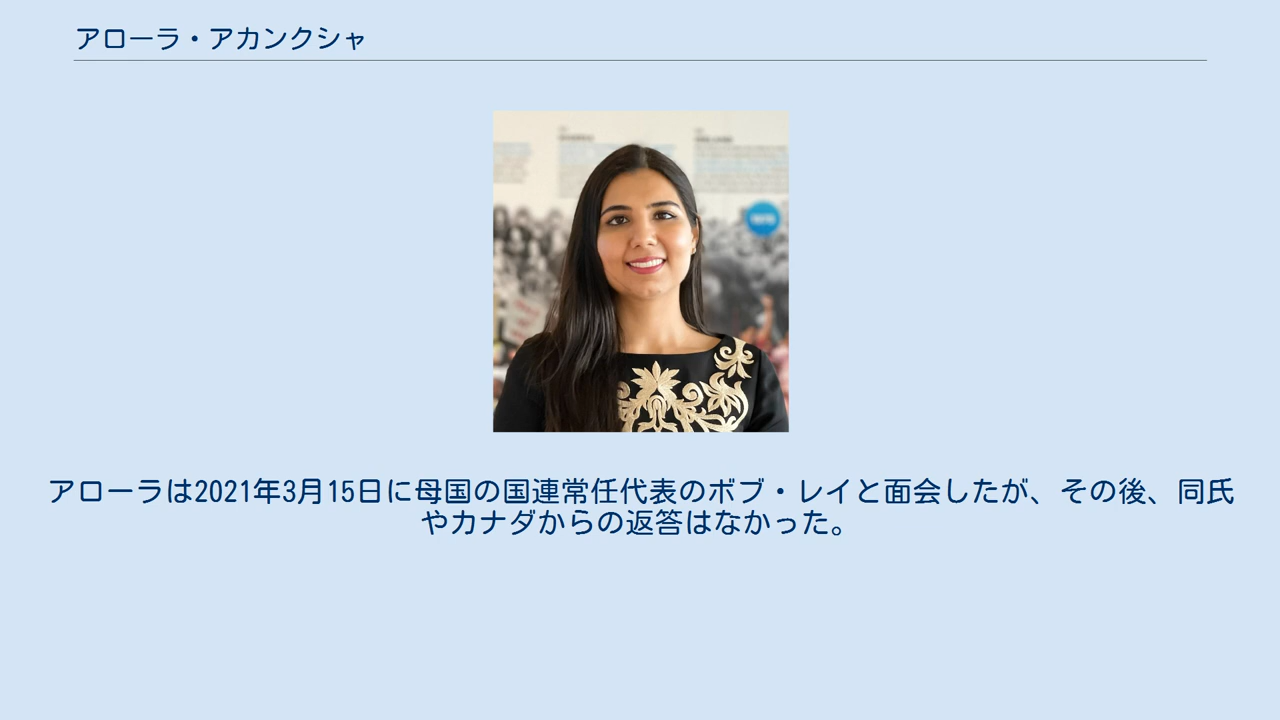 アローラ・アカンクシャ
アローラは2021年3月15日に母国の国連常任代表のボブ・レイと面会したが、その後、同氏
やカナダからの返答はなかった。